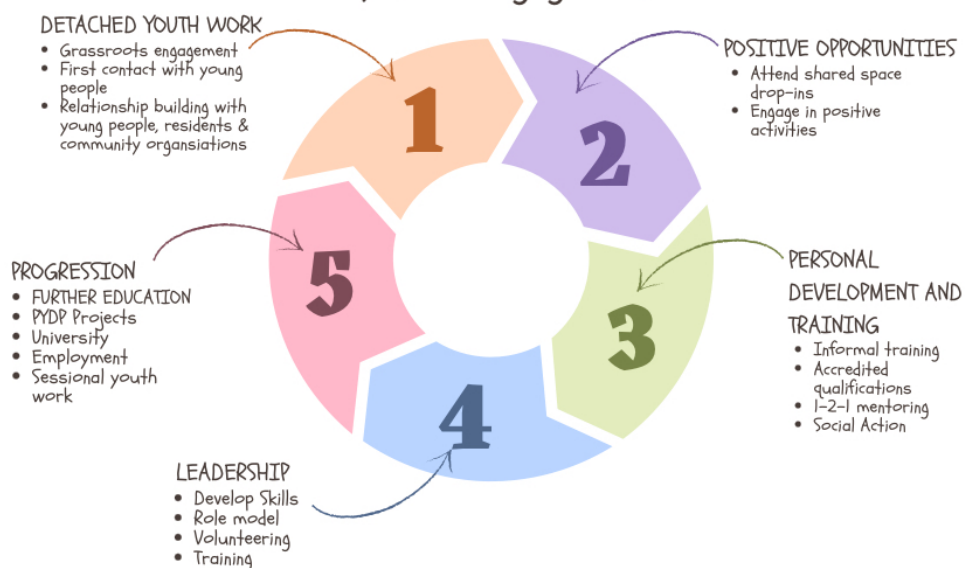 DETACHED YOUTH WORK
• Grassroots engagement
• First contact with young
people
• Relationship building with
young people, residents &
community organsiations
1
2
POSITIVE OPPORTUNITIES
• Attend shared space
drop-ins
• Engage in positive
activities
3
PERSONAL
DEVELOPMENT AND
TRAINING
• Informal training
• Accredited
qualifications
• 1-2-1 mentoring
• Social Action
4
LEADERSHIP
• Develop Skills
• Role model
• Volunteering
• Training
5
PROGRESSION
• FURTHER EDUCATION
• PYDP Projects
• University
• Employment
• Sessional youth
work